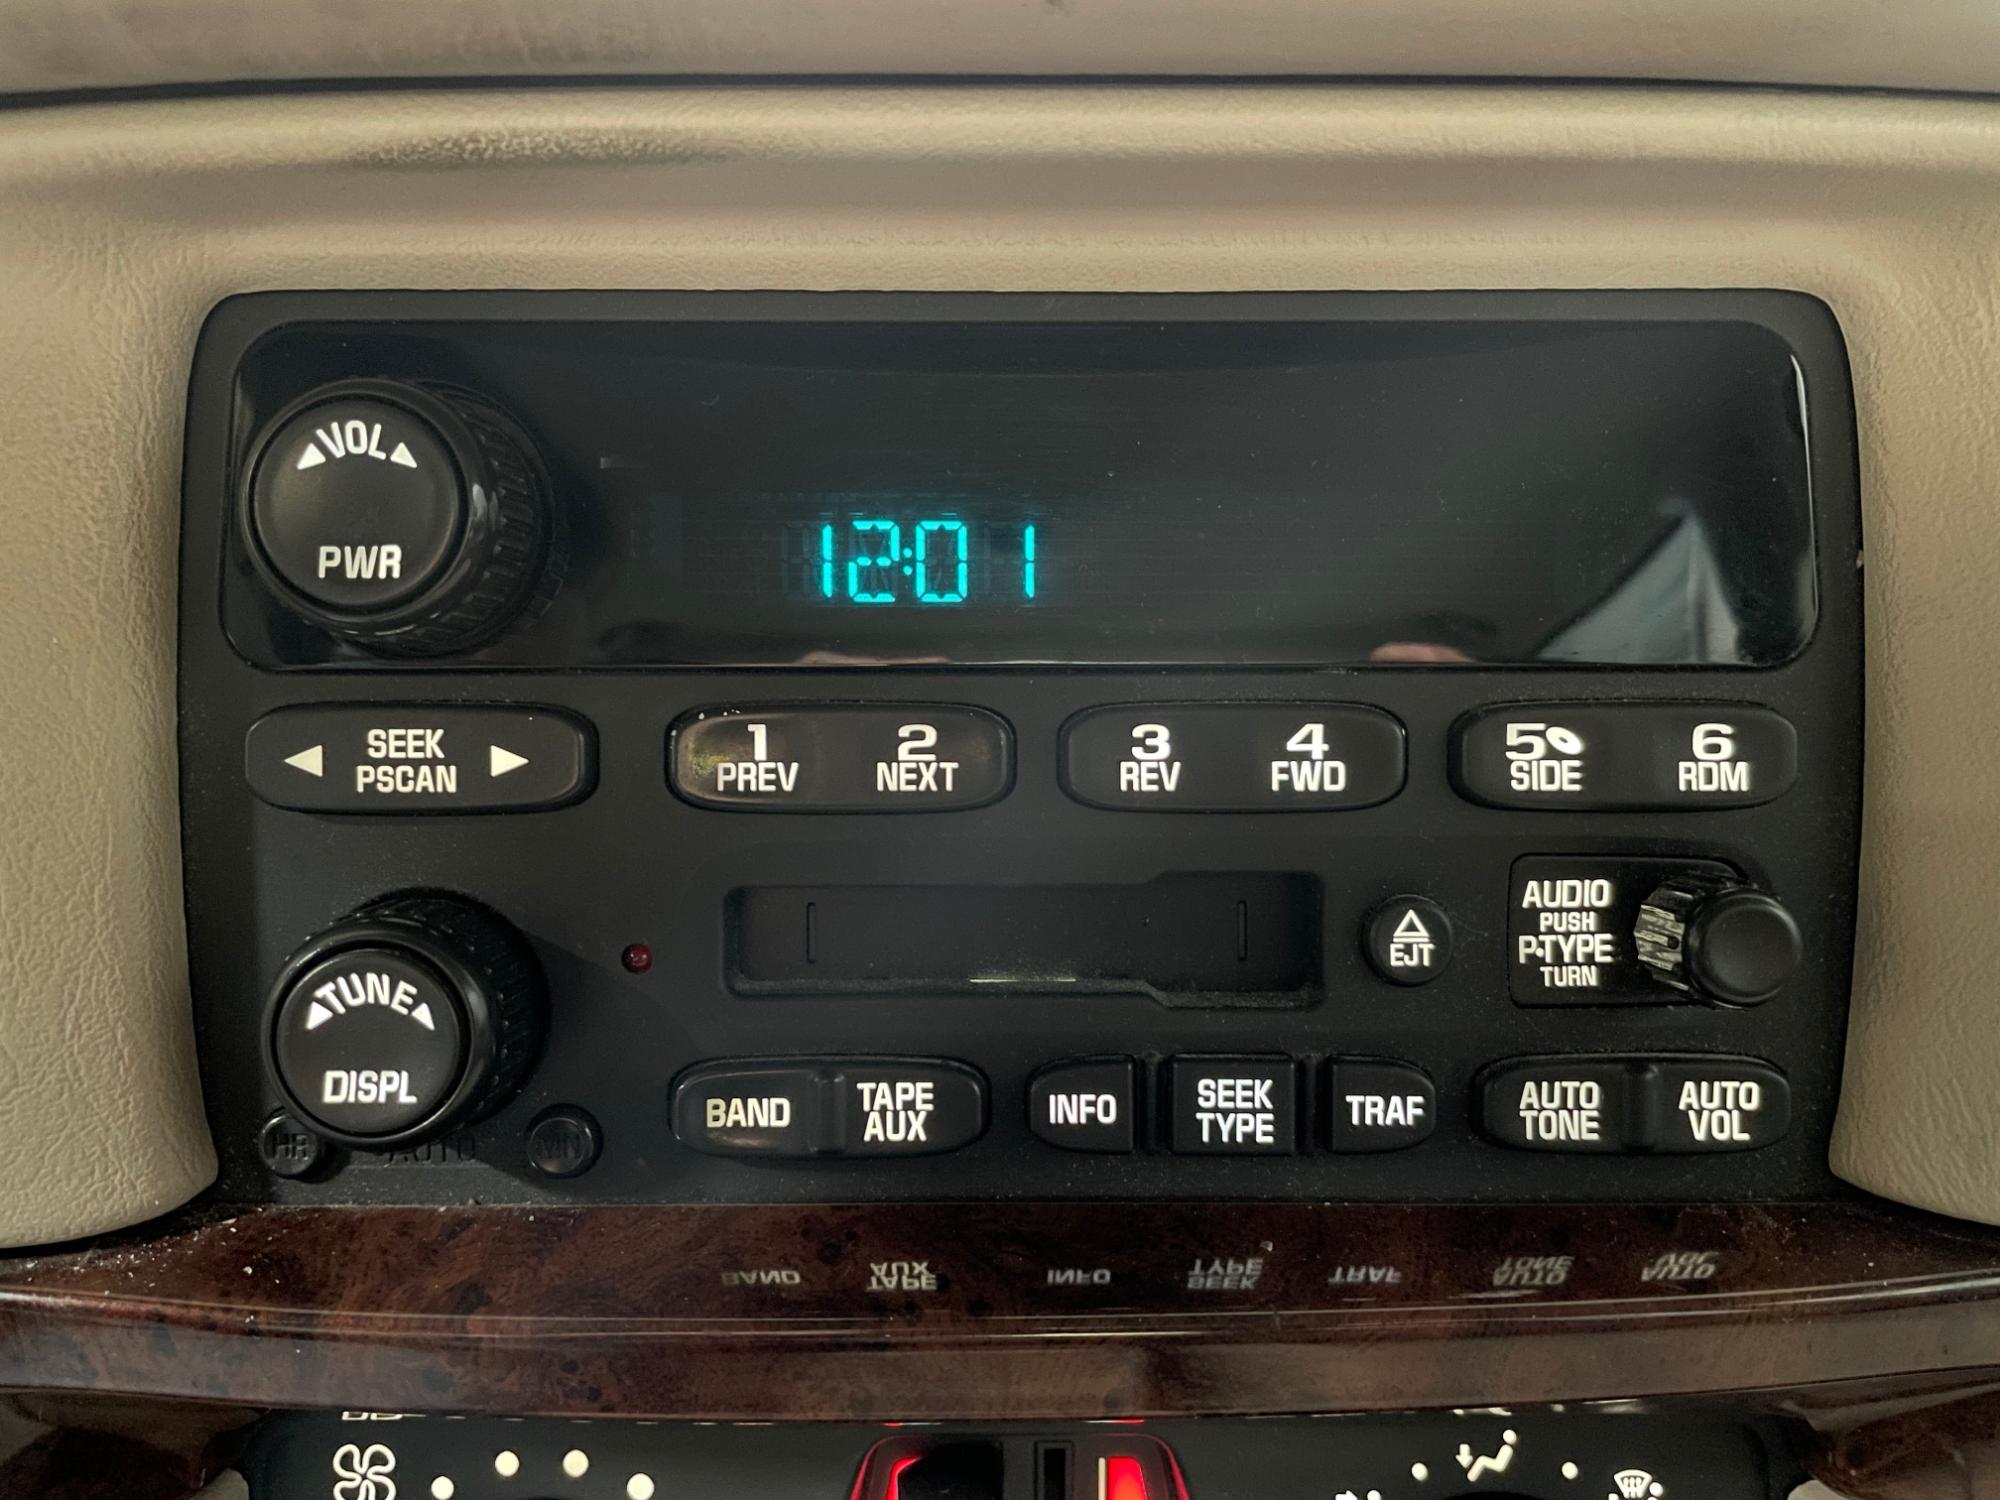 VOL
PWR
12:01
SEEK
PSCAN
1
PREV
2
NEXT
3
REV
4
FWD
5
SIDE
6
RDM
TUNE
DISPL
EJT
AUDIO
PUSH
P•TYPE
TURN
HR
AUTO
MN
BAND
TAPE
AUX
INFO
SEEK
TYPE
TRAF
AUTO
TONE
AUTO
VOL